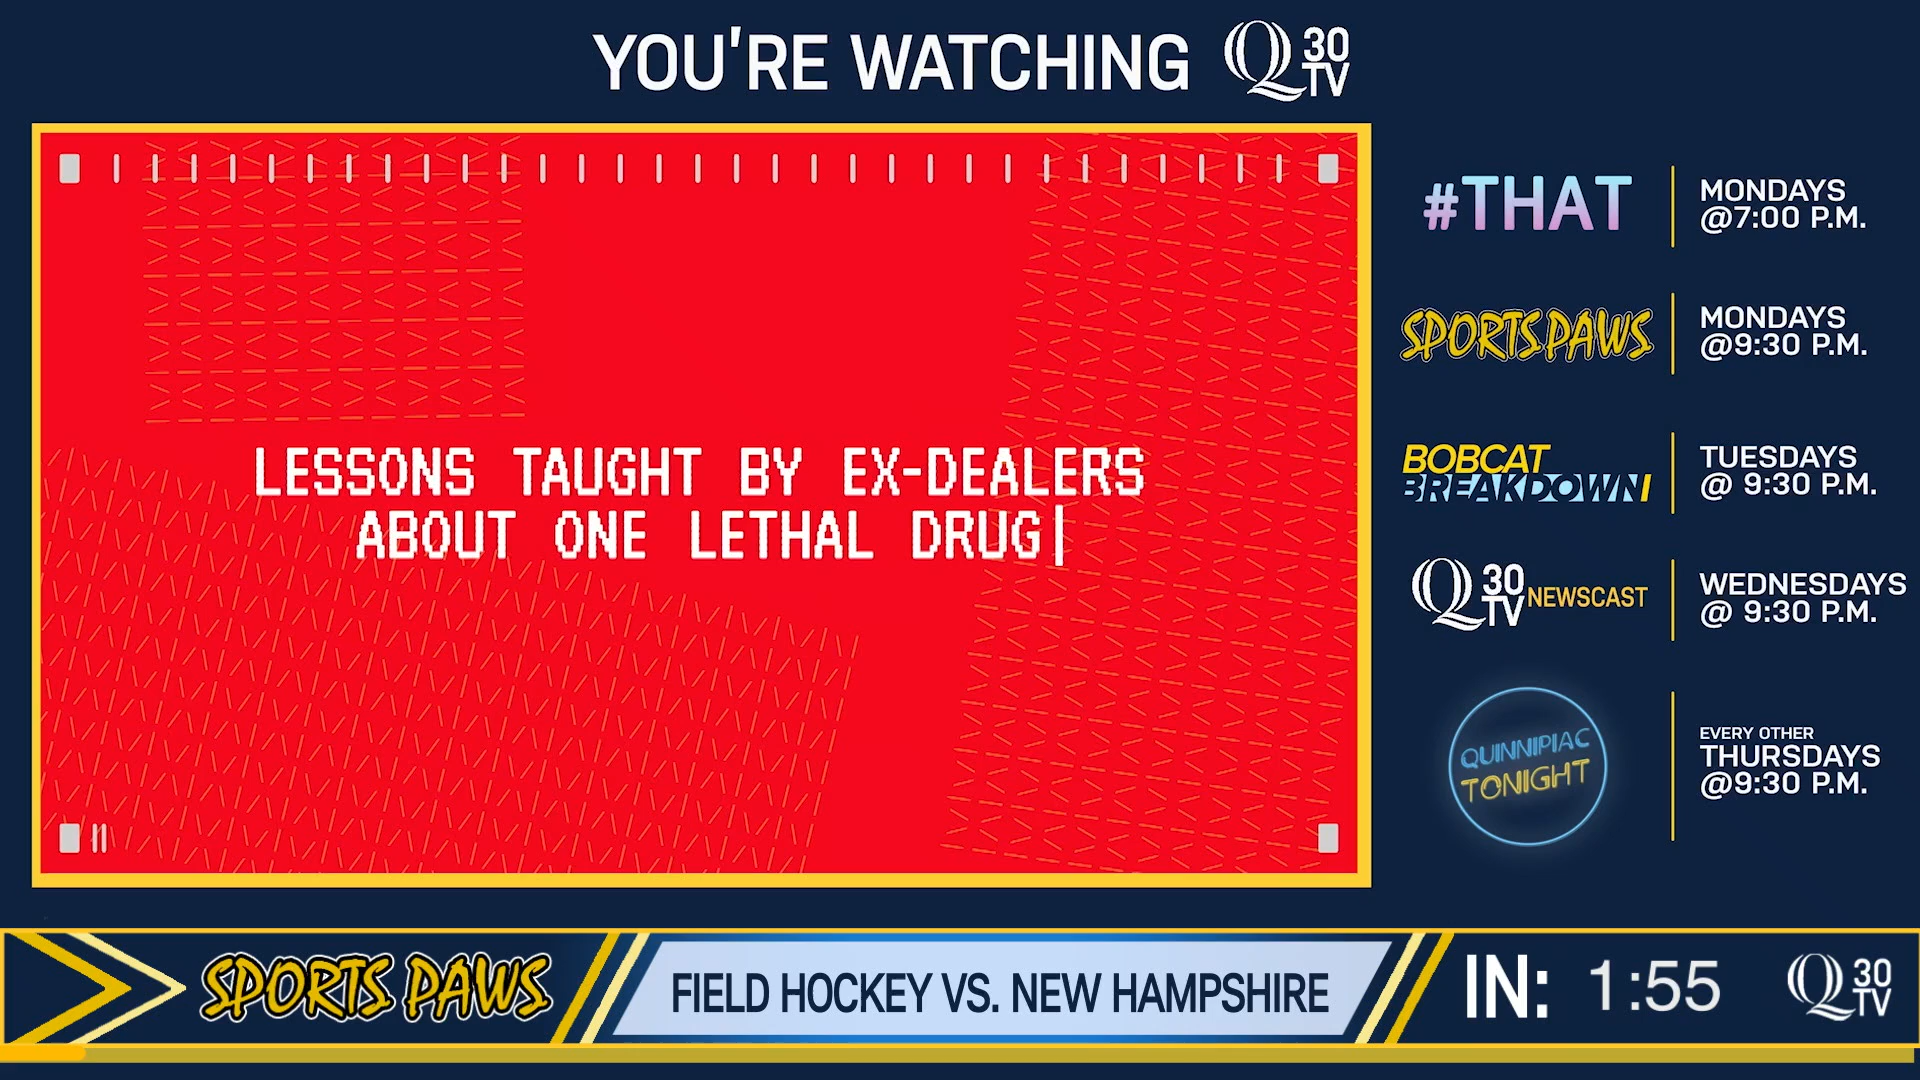 YOU'RE WATCHING Q 30 TV
LESSONS TAUGHT BY EX-DEALERS
ABOUT ONE LETHAL DRUG|
#THAT
MONDAYS
@7:00 P.M.
SPORTS PAWS
MONDAYS
@9:30 P.M.
BOBCAT
BREAKDOWN
TUESDAYS
@ 9:30 P.M.
Q 30 TV NEWSCAST
WEDNESDAYS
@ 9:30 P.M.
QUINNIPIAC
TONIGHT
EVERY OTHER
THURSDAYS
@9:30 P.M.
SPORTS PAWS
FIELD HOCKEY VS. NEW HAMPSHIRE
IN: 1:55
Q 30 TV